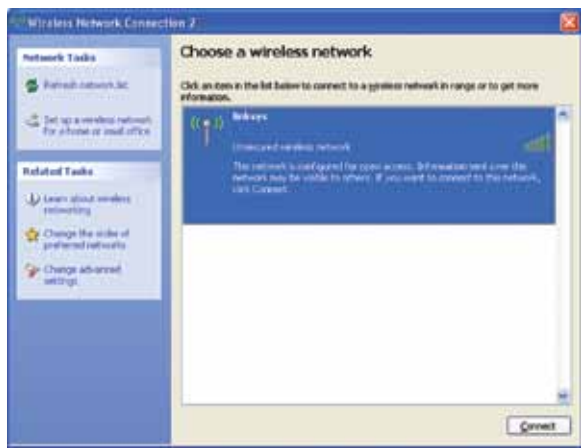 Wireless Network Connection 2
Network Tasks
Refresh network list
Set up a wireless network
for a home or small office
Related Tasks
Learn about wireless
networking
Change the order of
preferred networks
Change advanced
settings
Choose a wireless network
Click an item in the list below to connect to a wireless network in range or to get more
information.
linksys
Unsecured wireless network
This network is configured for open access. Information sent over this
network may be visible to others. If you want to connect to this network,
click Connect.
Connect